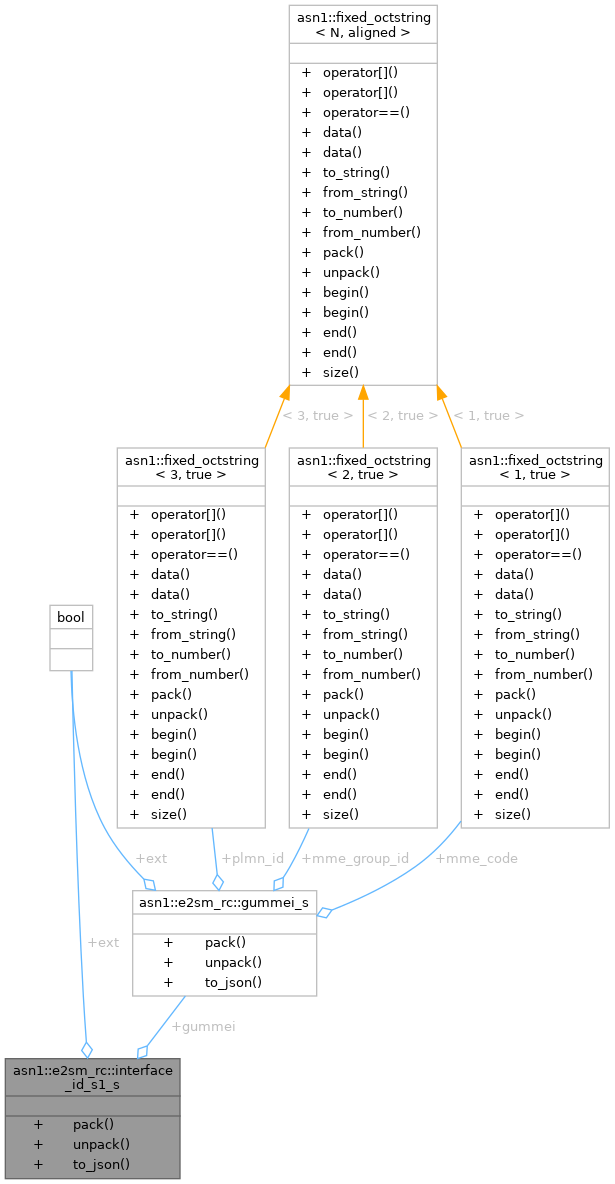 asn1::fixed_octstring
< N, aligned >
+ operator[]()
+ operator[]()
+ operator==()
+ data()
+ data()
+ to_string()
+ from_string()
+ to_number()
+ from_number()
+ pack()
+ unpack()
+ begin()
+ begin()
+ end()
+ end()
+ size()
< 3, true >
< 2, true >
< 1, true >
asn1::fixed_octstring
< 3, true >
+ operator[]()
+ operator[]()
+ operator==()
+ data()
+ data()
+ to_string()
+ from_string()
+ to_number()
+ from_number()
+ pack()
+ unpack()
+ begin()
+ begin()
+ end()
+ end()
+ size()
asn1::fixed_octstring
< 2, true >
+ operator[]()
+ operator[]()
+ operator==()
+ data()
+ data()
+ to_string()
+ from_string()
+ to_number()
+ from_number()
+ pack()
+ unpack()
+ begin()
+ begin()
+ end()
+ end()
+ size()
asn1::fixed_octstring
< 1, true >
+ operator[]()
+ operator[]()
+ operator==()
+ data()
+ data()
+ to_string()
+ from_string()
+ to_number()
+ from_number()
+ pack()
+ unpack()
+ begin()
+ begin()
+ end()
+ end()
+ size()
bool
+ext
+plmn_id
+mme_group_id
+mme_code
asn1::e2sm_rc::gummei_s
+ pack()
+ unpack()
+ to_json()
+ext
+gummei
asn1::e2sm_rc::interface
_id_s1_s
+ pack()
+ unpack()
+ to_json()